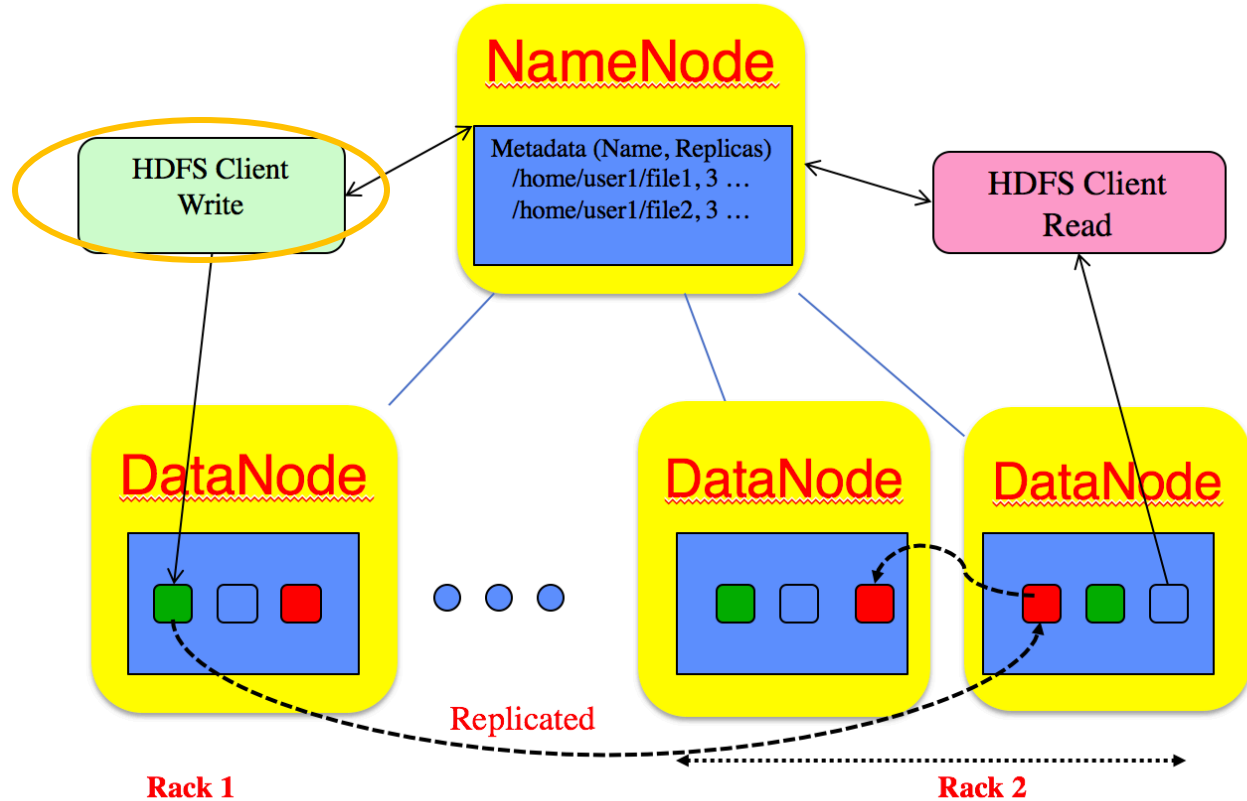 NameNode
Metadata (Name, Replicas)
/home/user1/file1, 3 …
/home/user1/file2, 3 …
HDFS Client
Write
HDFS Client
Read
DataNode
DataNode
DataNode
Replicated
Rack 1
Rack 2